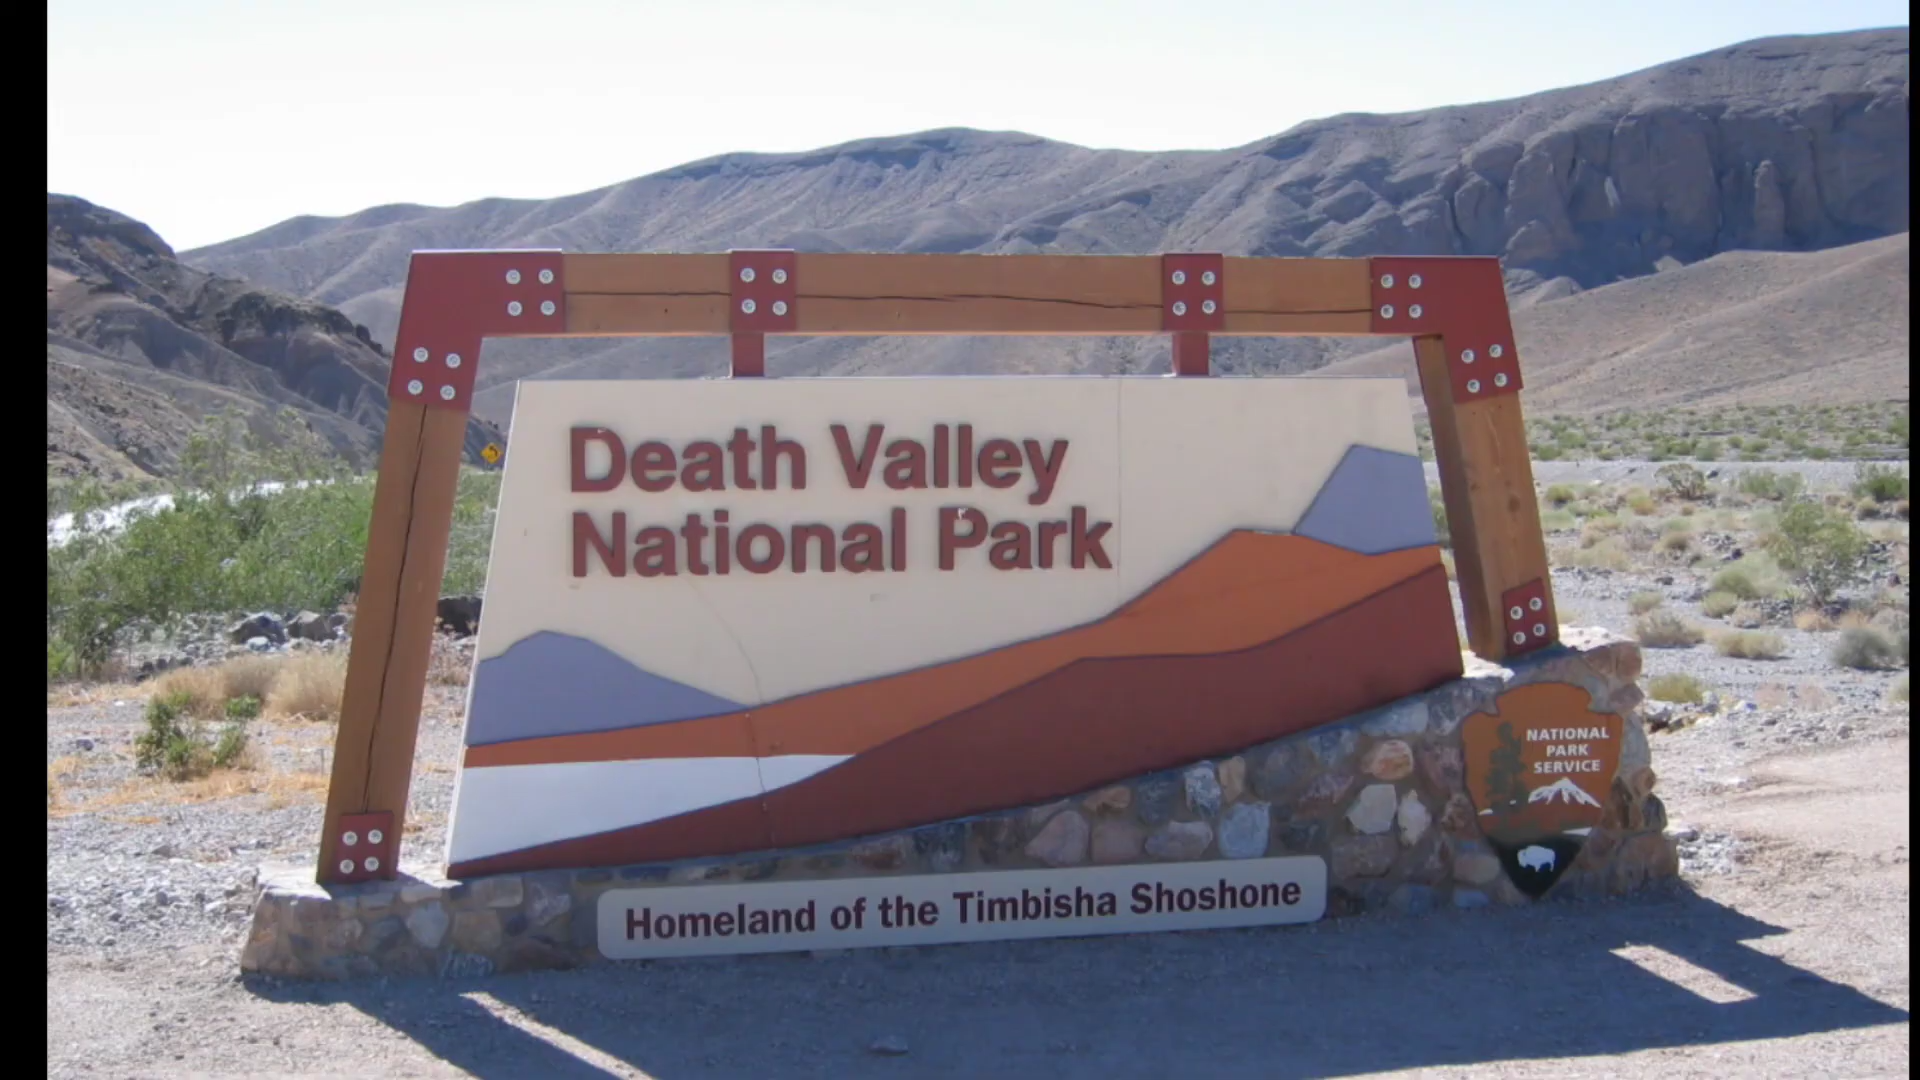 Death Valley
National Park
NATIONAL
PARK
SERVICE
Homeland of the Timbisha Shoshone